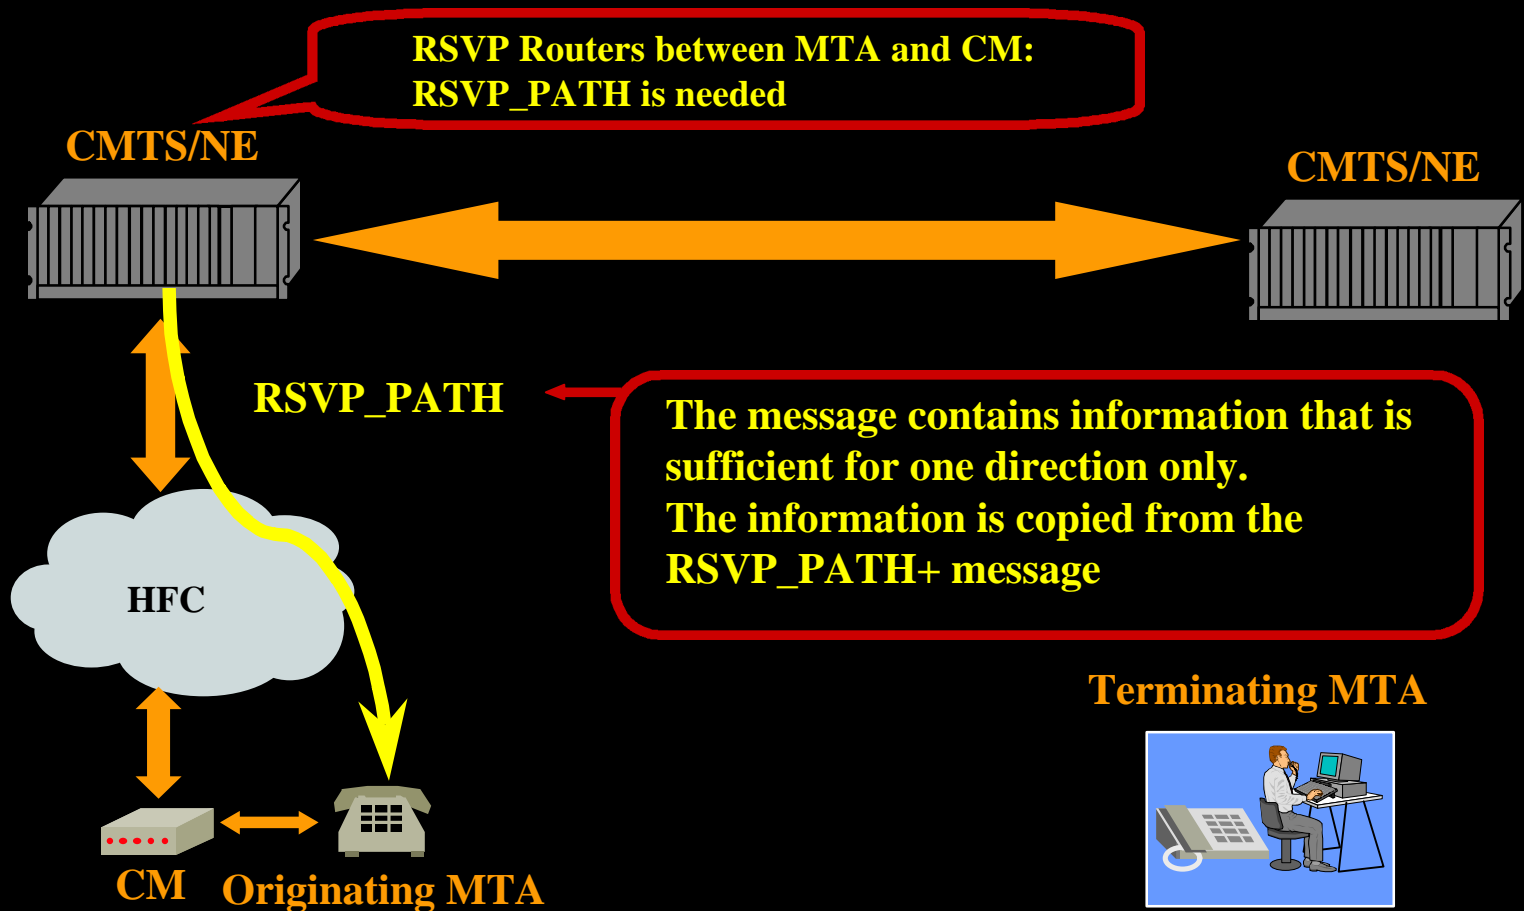 RSVP Routers between MTA and CM:
RSVP_PATH is needed
CMTS/NE
CMTS/NE
RSVP_PATH
The message contains information that is
sufficient for one direction only.
The information is copied from the
RSVP_PATH+ message
HFC
Terminating MTA
CM
Originating MTA